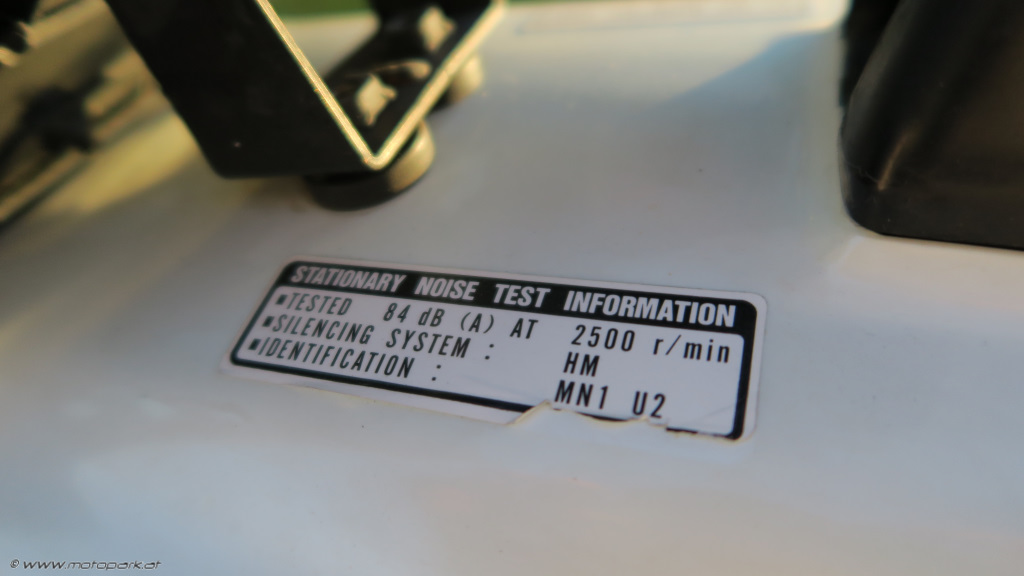 STATIONARY NOISE TEST INFORMATION
▪TESTED 84 dB (A) AT 2500 r/min
▪SILENCING SYSTEM : HM
▪IDENTIFICATION : MN1 U2
© www.motopark.at